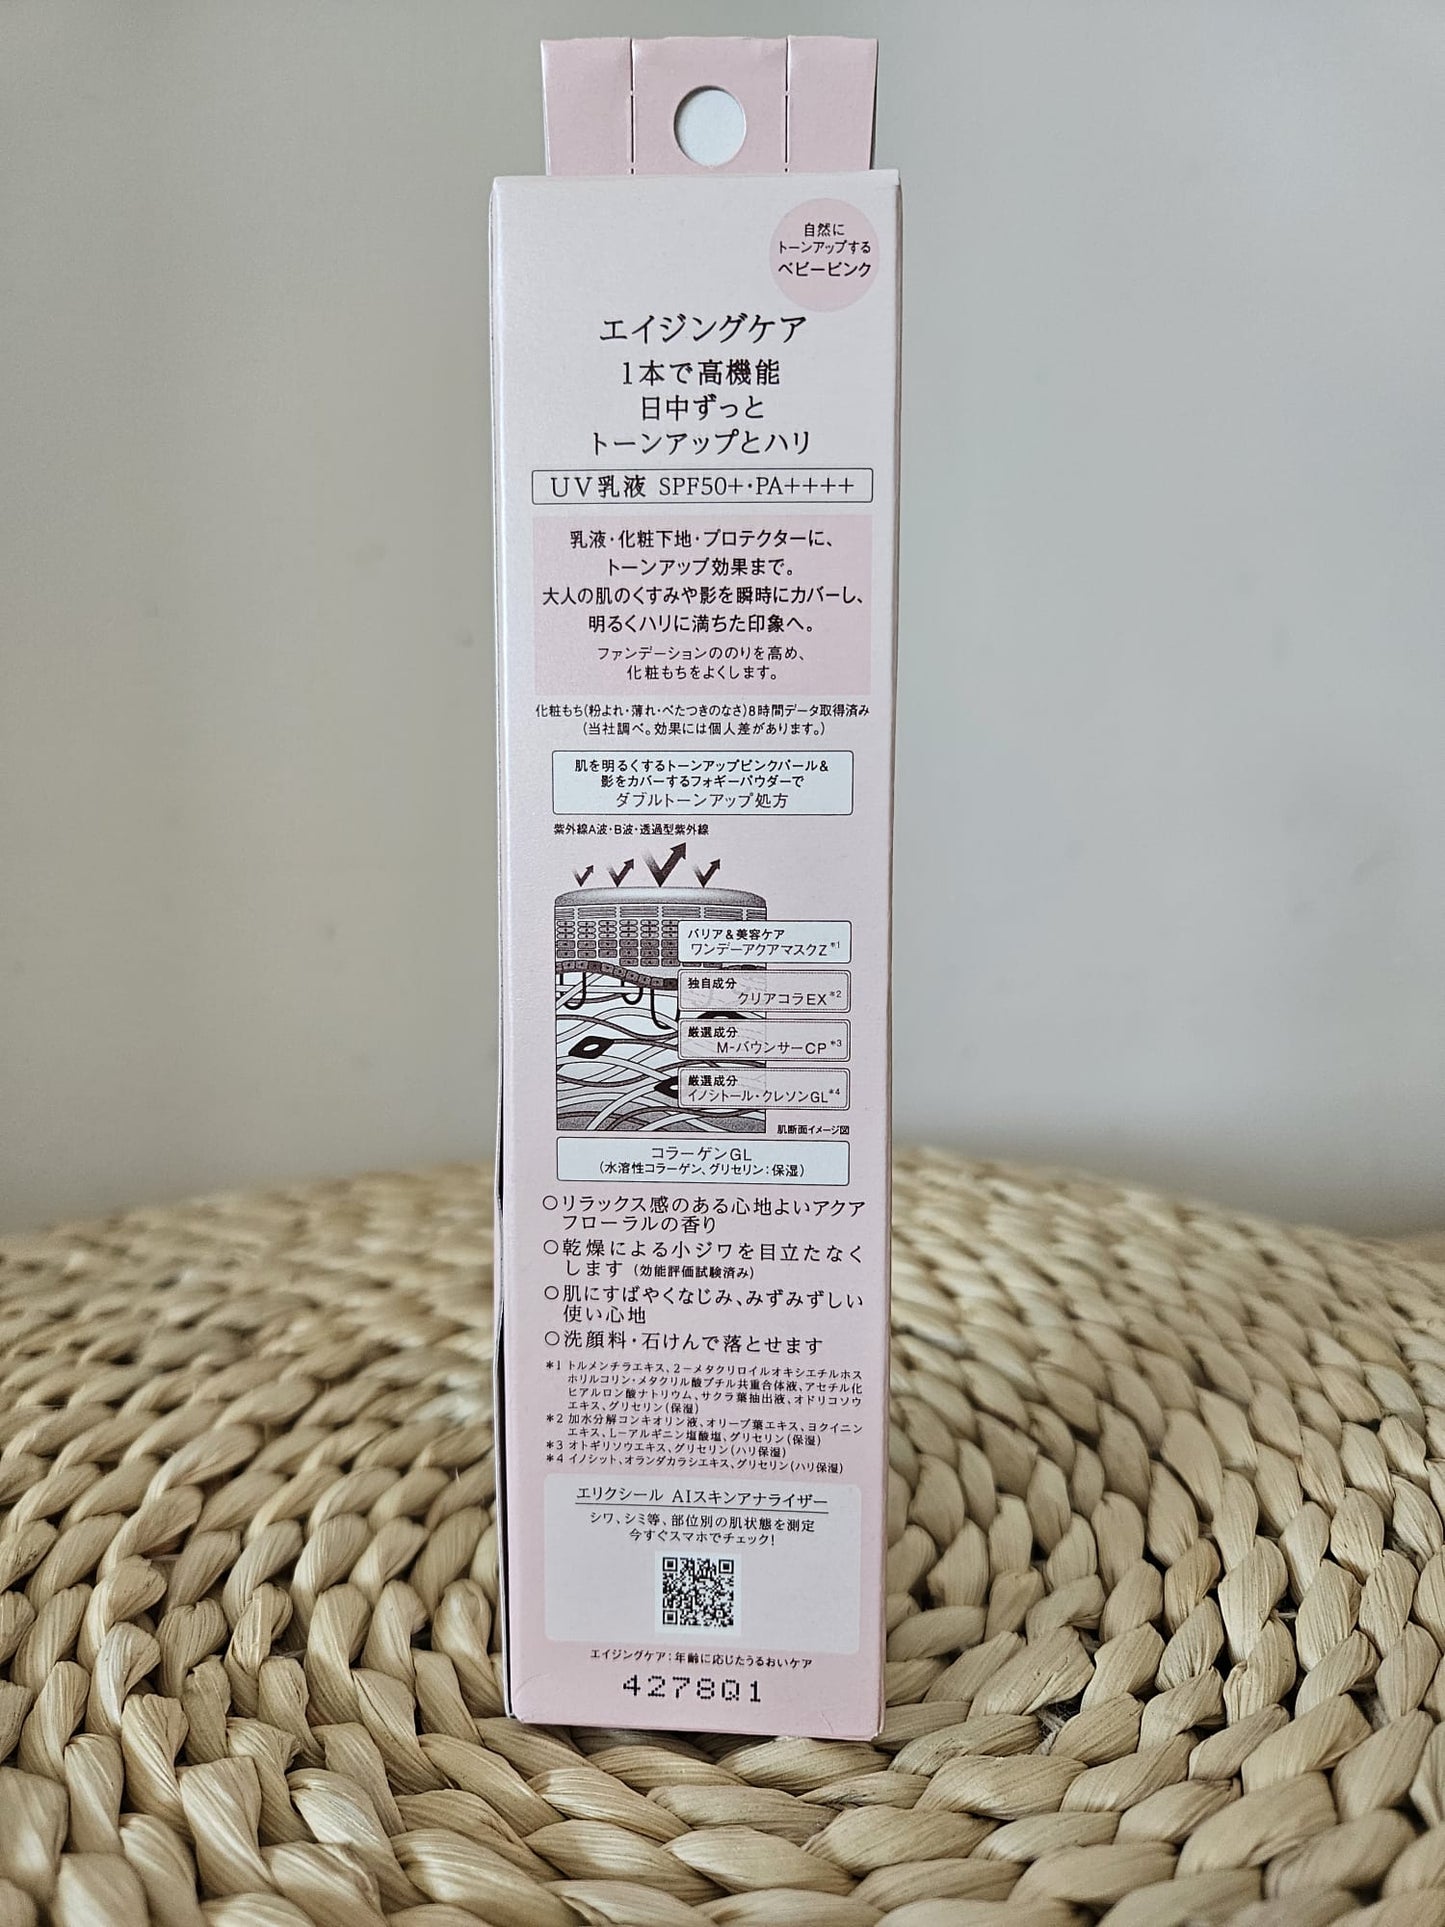 自然に
トーンアップする
ベビーピンク
エイジングケア
1本で高機能
日中ずっと
トーンアップとハリ
UV乳液 SPF50+・PA++++
乳液・化粧下地・プロテクターに、
トーンアップ効果まで。
大人の肌のくすみや影を瞬時にカバーし、
明るくハリに満ちた印象へ。
ファンデーションののりを高め、
化粧もちをよくします。
化粧もち(粉よれ・薄れ・べたつきのなさ)8時間データ取得済み
(当社調べ。効果には個人差があります。)
肌を明るくするトーンアップピンクパール&
影をカバーするフォギーパウダーで
ダブルトーンアップ処方
紫外線A波・B波・透過型紫外線
バリア&美容ケア
ワンデーアクアマスクZ*1
独自成分
クリアコラEX*2
厳選成分
M-バウンサーCP*3
厳選成分
イノシトール・クレソンGL*4
肌断面イメージ図
コラーゲンGL
(水溶性コラーゲン、グリセリン:保湿)
○リラックス感のある心地よいアクア
フローラルの香り
○乾燥による小ジワを目立たなく
します(効能評価試験済み)
○肌にすばやくなじみ、みずみずしい
使い心地
○洗顔料・石けんで落とせます
*1 トルメンチラエキス、2-メタクリロイルオキシエチルホス
ホリルコリン・メタクリル酸ブチル共重合体液、アセチル化
ヒアルロン酸ナトリウム、サクラ葉抽出液、オドリコソウ
エキス、グリセリン(保湿)
*2 加水分解コンキオリン液、オリーブ葉エキス、ヨクイニン
エキス、L-アルギニン塩酸塩、グリセリン(保湿)
*3 オトギリソウエキス、グリセリン(ハリ保湿)
*4 イノシット、オランダカラシエキス、グリセリン(ハリ保湿)
エリクシール AIスキンアナライザー
シワ、シミ等、部位別の肌状態を測定
今すぐスマホでチェック!
エイジングケア:年齢に応じたうるおいケア
4278Q1